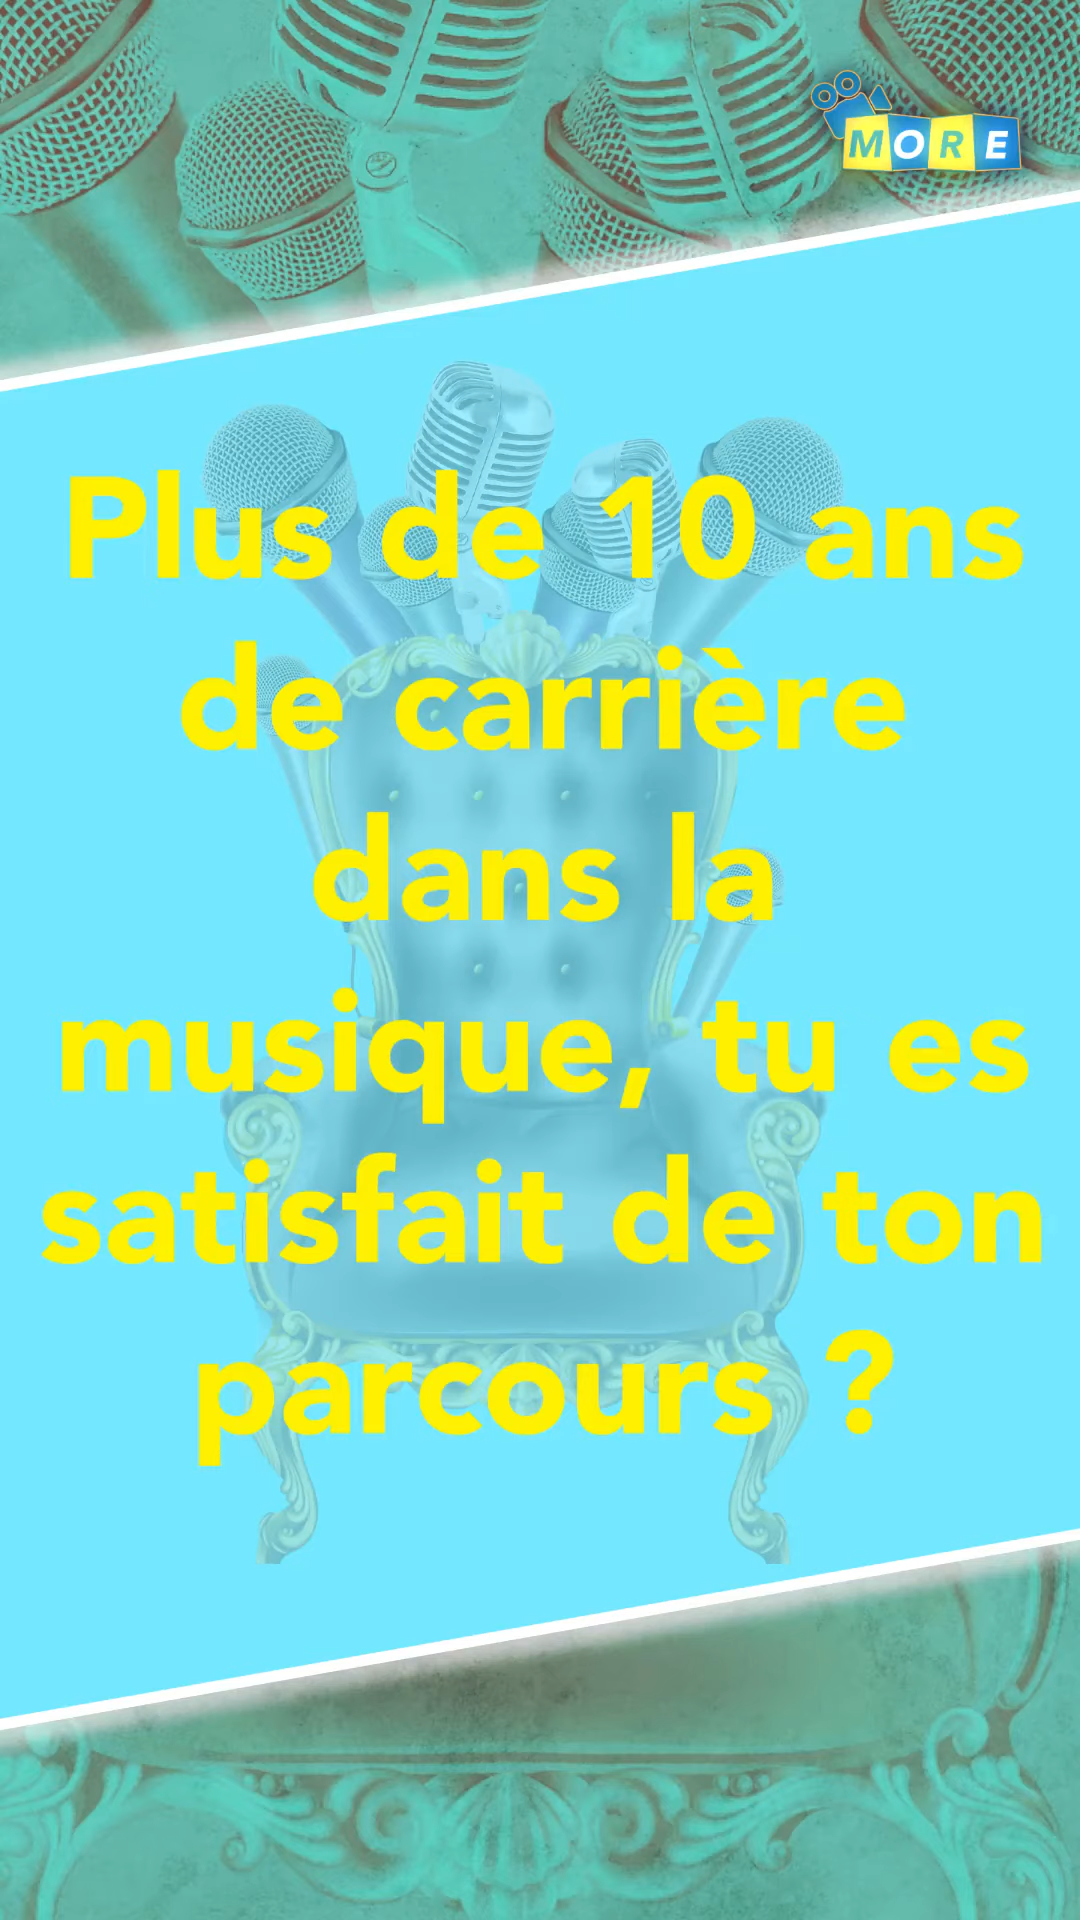 MORE
Plus de 10 ans
de carrière
dans la
musique, tu es
satisfait de ton
parcours ?